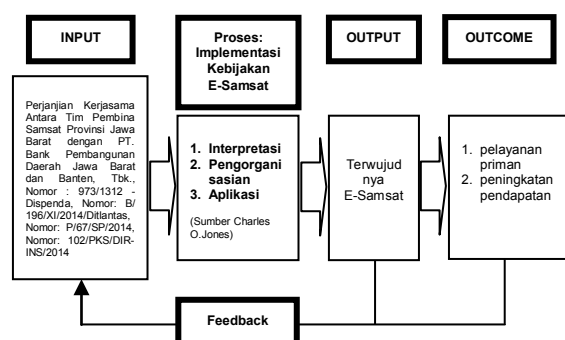 INPUT
Proses:
Implementasi
Kebijakan
E-Samsat
OUTPUT
OUTCOME
Perjanjian Kerjasama
Antara Tim Pembina
Samsat Provinsi Jawa
Barat dengan PT.
Bank Pembangunan
Daerah Jawa Barat
dan Banten, Tbk.,
Nomor : 973/1312 -
Dispenda, Nomor: B/
196/XI/2014/Ditlantas,
Nomor: P/67/SP/2014,
Nomor: 102/PKS/DIR-
INS/2014
1. Interpretasi
2. Pengorgani
sasian
3. Aplikasi
(Sumber Charles
O.Jones)
Terwujud
nya
E-Samsat
1. pelayanan
priman
2. peningkatan
pendapatan
Feedback